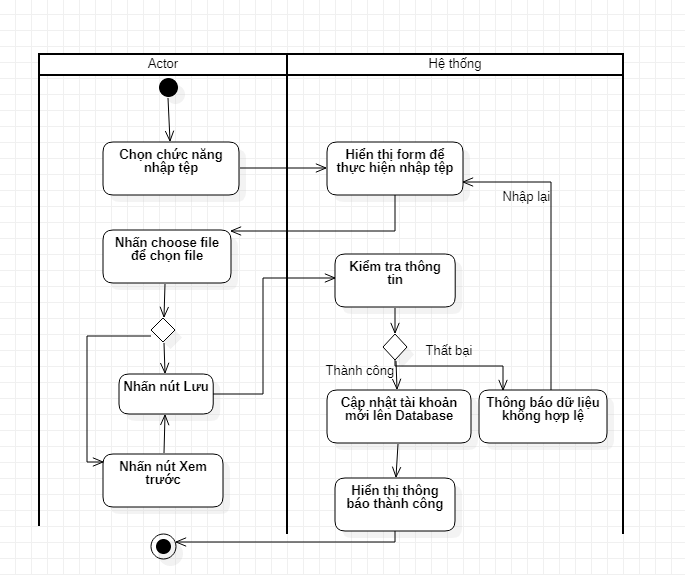 Actor
Hệ thống
Chọn chức năng
nhập tệp
Hiển thị form để
thực hiện nhập tệp
Nhập lại
Nhấn choose file
để chọn file
Kiểm tra thông
tin
Thất bại
Thành công
Nhấn nút Lưu
Cập nhật tài khoản
mới lên Database
Thông báo dữ liệu
không hợp lệ
Nhấn nút Xem
trước
Hiển thị thông
báo thành công